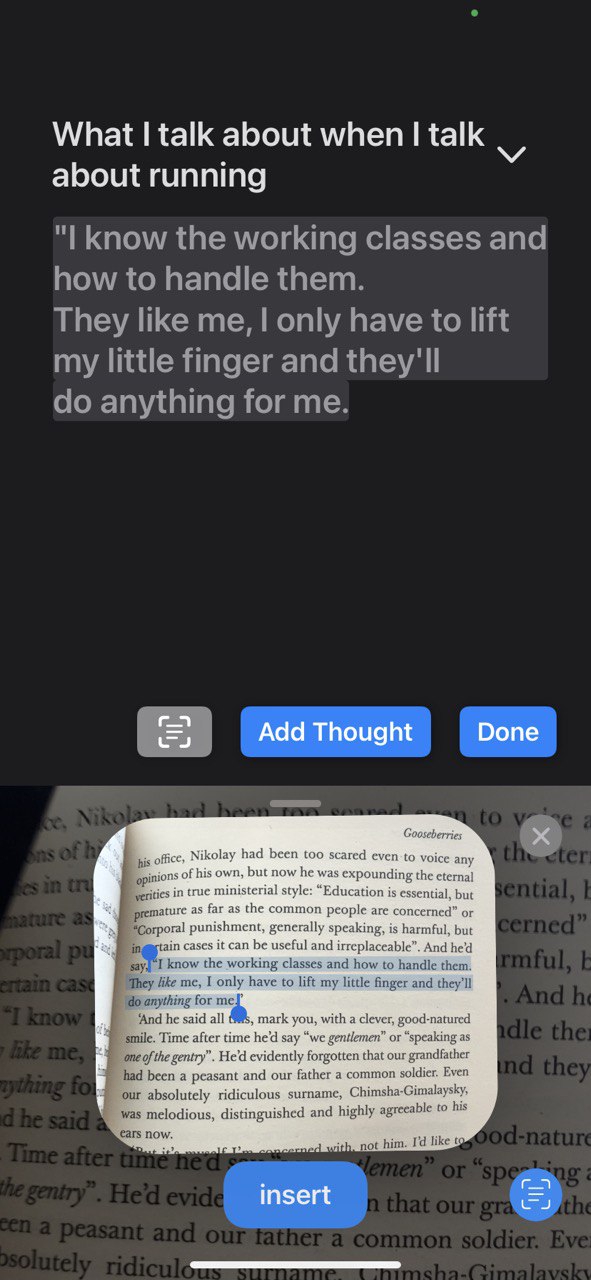 What I talk about when I talk
about running
"I know the working classes and
how to handle them.
They like me, I only have to lift
my little finger and they'll
do anything for me.
Add Thought
Done
Gooseberries
his office, Nikolay had been too scared even to voice any
opinions of his own, but now he was expounding the eternal
verities in true ministerial style: “Education is essential, but
premature as far as the common people are concerned” or
“Corporal punishment, generally speaking, is harmful, but
in certain cases it can be useful and irreplaceable”. And he’d
say, “I know the working classes and how to handle them.
They like me, I only have to lift my little finger and they’ll
do anything for me.”
‘And he said all this, mark you, with a clever, good-natured
smile. Time after time he’d say “we gentlemen” or “speaking as
one of the gentry”. He’d evidently forgotten that our grandfather
had been a peasant and our father a common soldier. Even
our absolutely ridiculous surname, Chimsha-Gimalaysky,
was melodious, distinguished and highly agreeable to his
ears now.
‘But it’s myself I’m concerned with, not him. I’d like to
insert